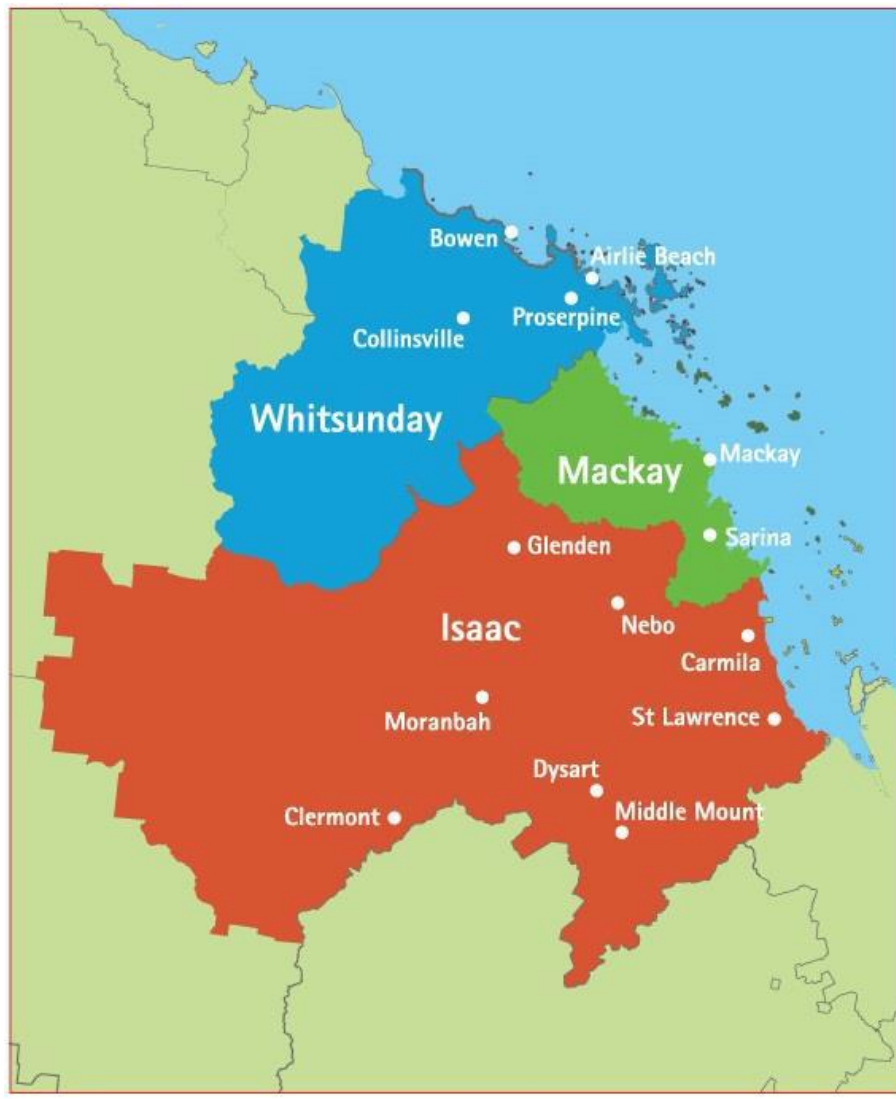 Bowen
Airlie Beach
Proserpine
Collinsville
Whitsunday
Mackay
Mackay
Sarina
Glenden
Isaac
Nebo
Carmila
Moranbah
St Lawrence
Dysart
Clermont
Middle Mount